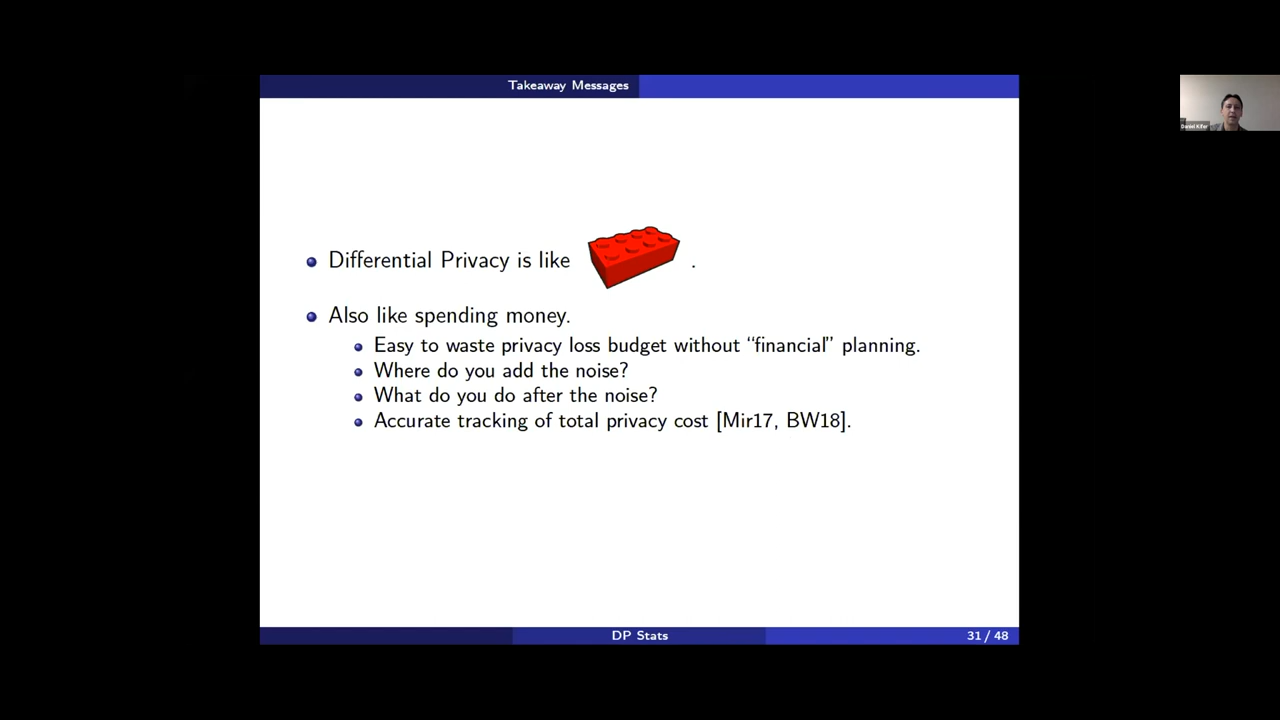 Takeaway Messages
Differential Privacy is like .
Also like spending money.
Easy to waste privacy loss budget without “financial” planning.
Where do you add the noise?
What do you do after the noise?
Accurate tracking of total privacy cost [Mir17, BW18].
DP Stats
31 / 48
Daniel Kifer